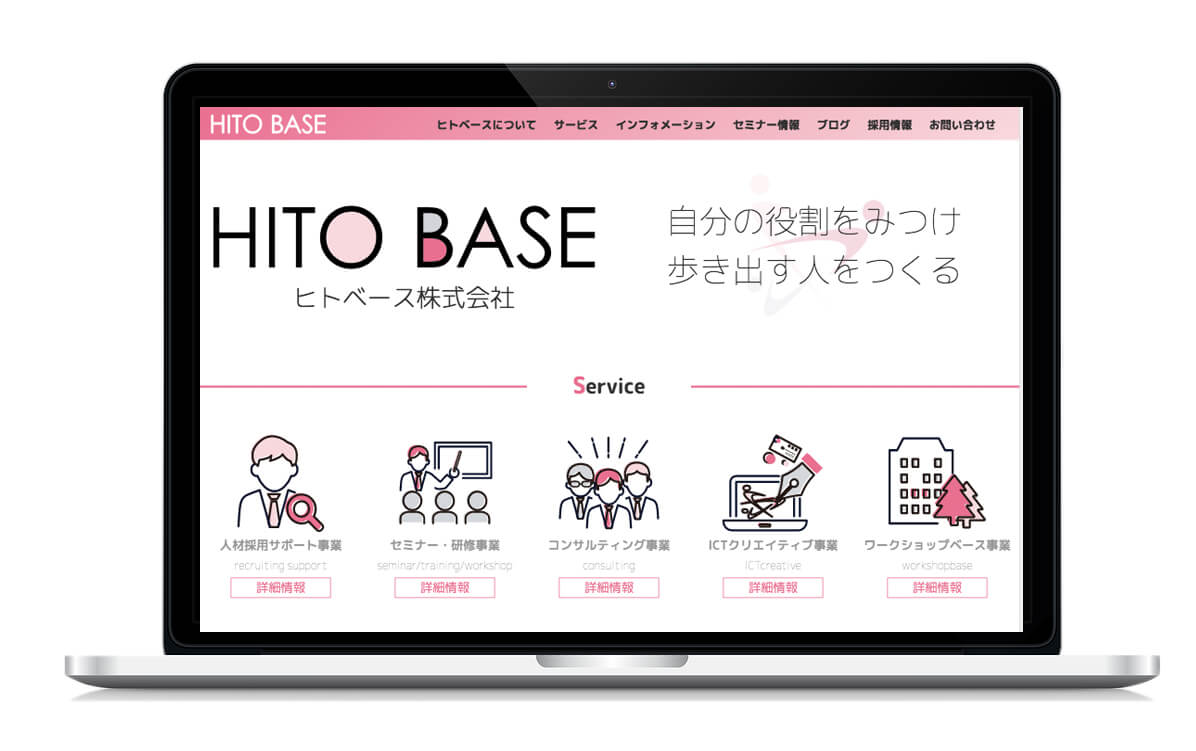 HITO BASE
ヒトベースについて サービス インフォメーション セミナー情報 ブログ 採用情報 お問い合わせ
HITO BASE
ヒトベース株式会社
自分の役割をみつけ
歩き出す人をつくる
Service
人材採用サポート事業
recruiting support
詳細情報
セミナー・研修事業
seminar/training/workshop
詳細情報
コンサルティング事業
consulting
詳細情報
ICTクリエイティブ事業
ICTcreative
詳細情報
ワークショップベース事業
workshopbase
詳細情報